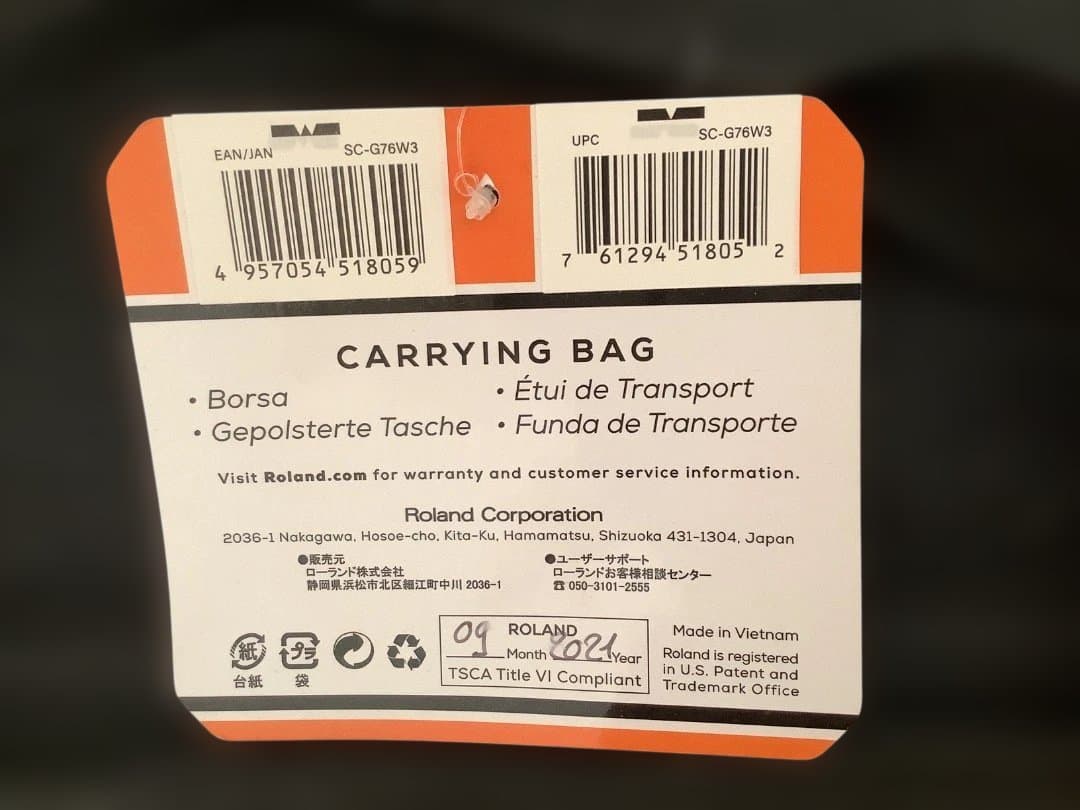 EAN/JAN SC-G76W3
4 957054 518059
UPC SC-G76W3
7 61294 51805 2
CARRYING BAG
• Borsa
• Gepolsterte Tasche
• Étui de Transport
• Funda de Transporte
Visit Roland.com for warranty and customer service information.
Roland Corporation
2036-1 Nakagawa, Hosoe-cho, Kita-Ku, Hamamatsu, Shizuoka 431-1304, Japan
●販売元
ローランド株式会社
静岡県浜松市北区細江町中川 2036-1
●ユーザーサポート
ローランドお客様相談センター
☎ 050-3101-2555
紙
台紙
プラ
袋
ROLAND
09 Month 2021 Year
TSCA Title VI Compliant
Made in Vietnam
Roland is registered
in U.S. Patent and
Trademark Office